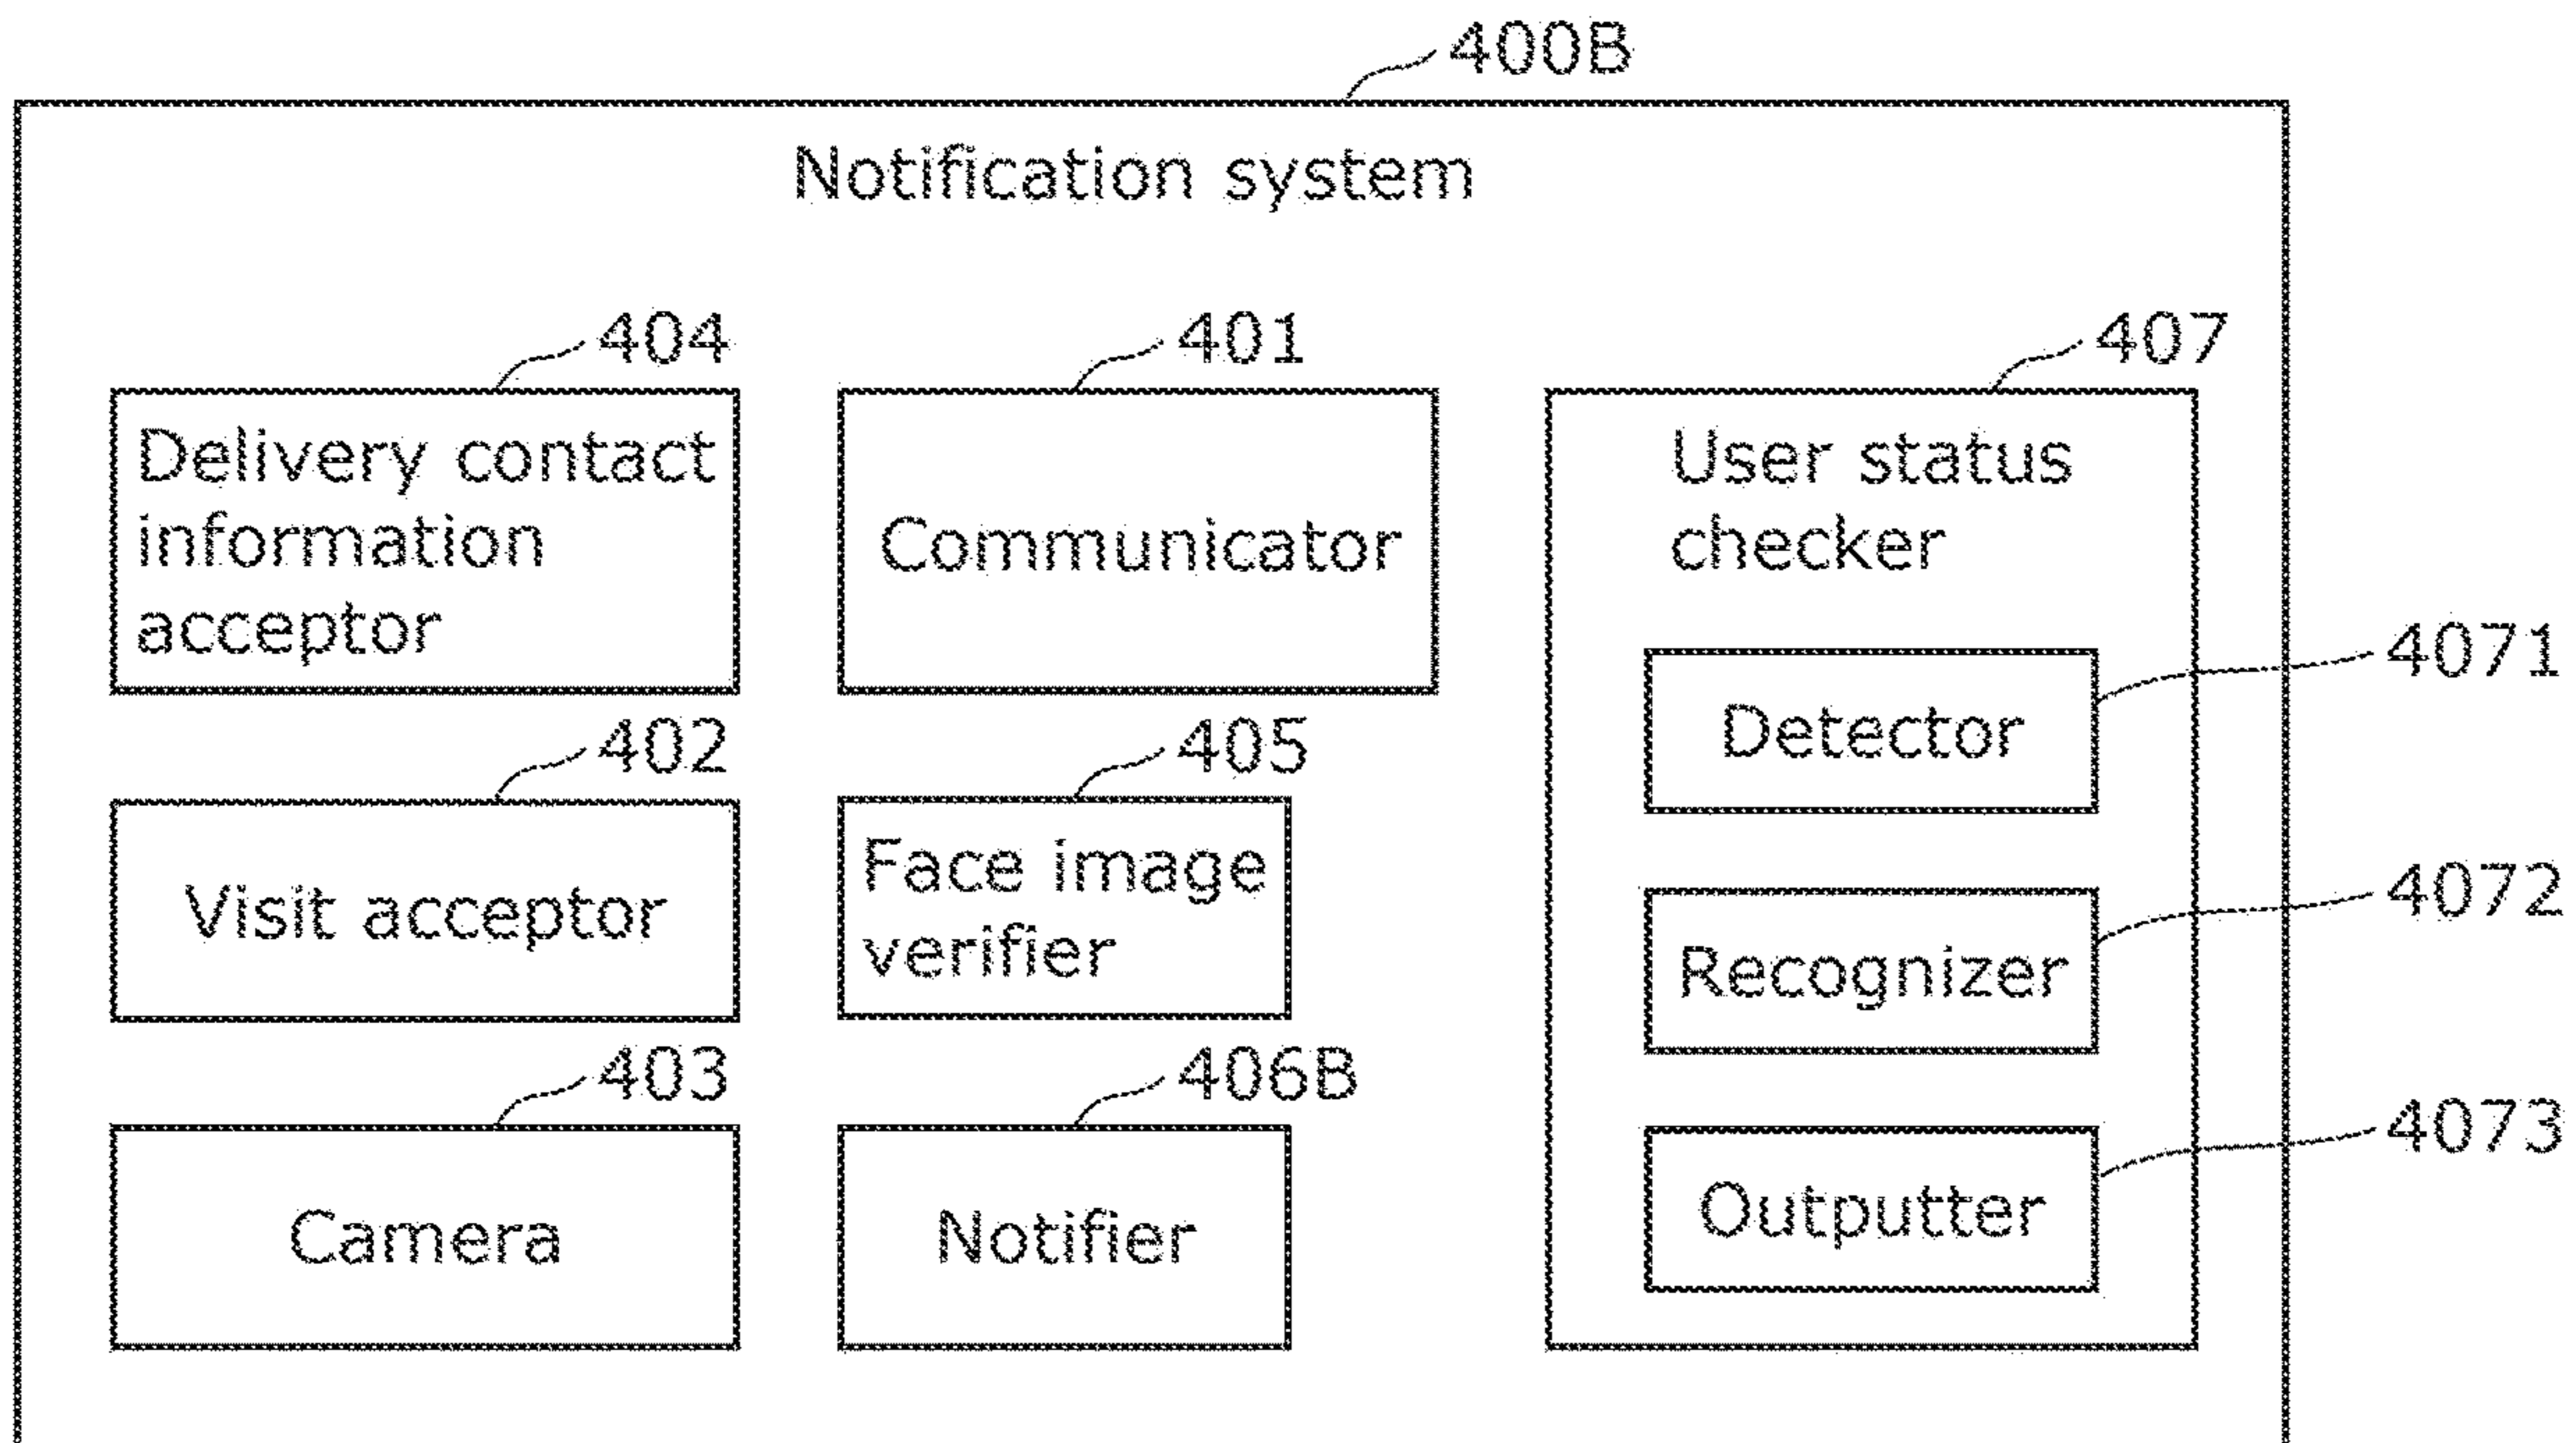 400B
Notification system
404
401
407
Delivery contact
information
acceptor
Communicator
User status
checker
4071
Detector
402
405
Visit acceptor
Face image
verifier
4072
Recognizer
403
406B
4073
Camera
Notifier
Outputter